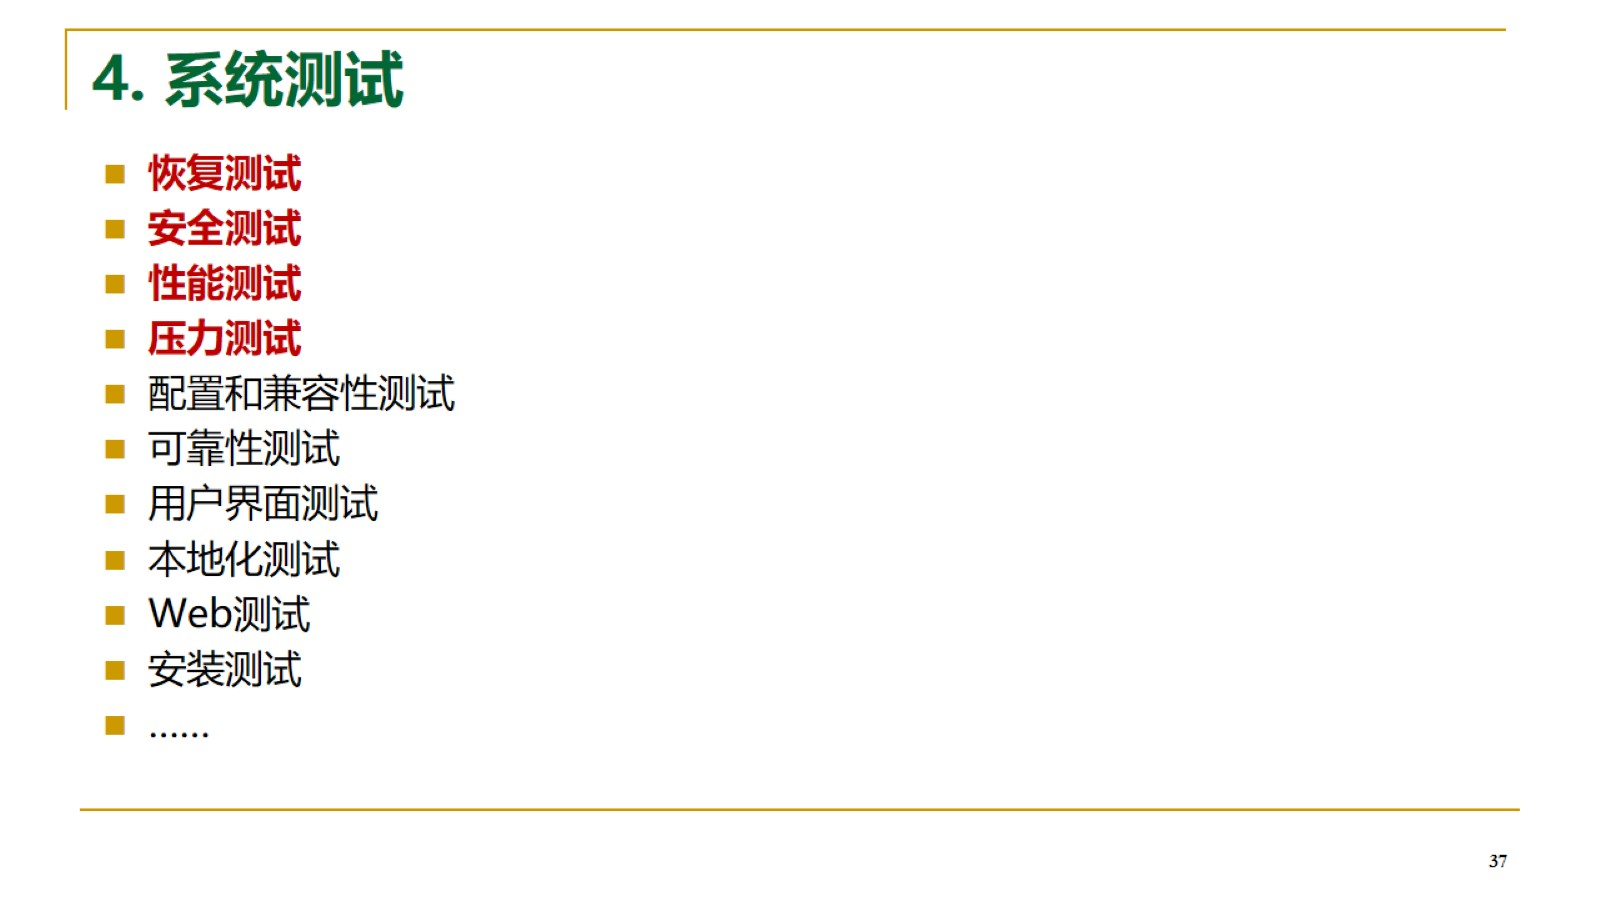 4. 系统测试
恢复测试
安全测试
性能测试
压力测试
配置和兼容性测试
可靠性测试
用户界面测试
本地化测试
Web测试
安装测试
......
37